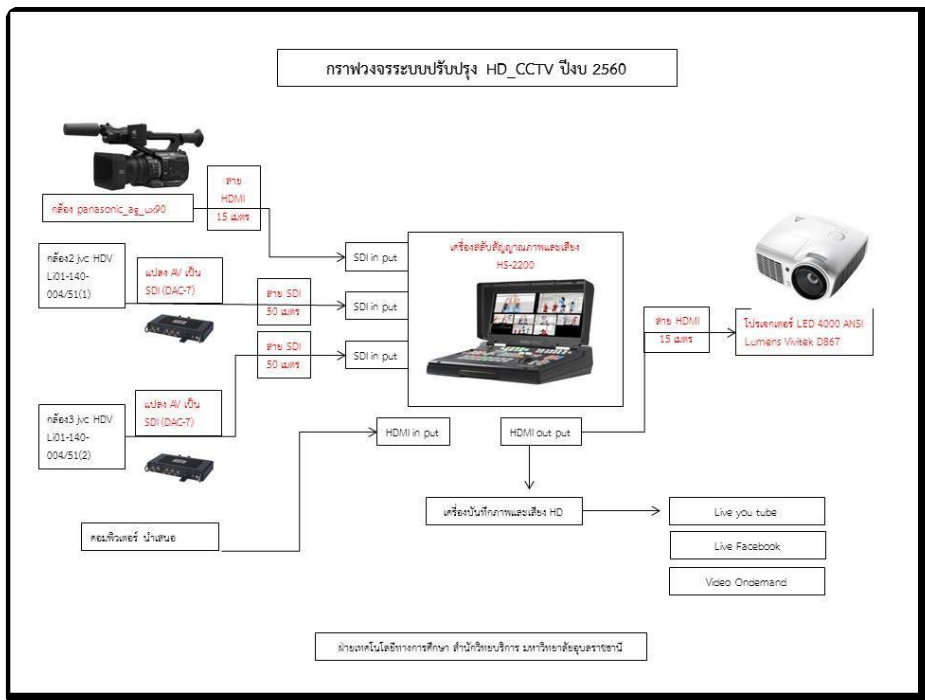 กราฟวงจรระบบปรับปรุง HD_CCTV ปีงบ 2560
สาย
HDMI
15 เมตร
กล้อง panasonic_ag_ux90
กล้อง2 jvc HDV
Li01-140-
004/51(1)
แปลง AV เป็น
SDI (DAC-7)
สาย SDI
50 เมตร
SDI in put
SDI in put
SDI in put
เครื่องสลับสัญญาณภาพและเสียง
HS-2200
สาย HDMI
15 เมตร
โปรเจกเตอร์ LED 4000 ANSI
Lumens Vivitek D867
สาย SDI
50 เมตร
กล้อง3 jvc HDV
Li01-140-
004/51(2)
แปลง AV เป็น
SDI (DAC-7)
HDMI in put
HDMI out put
เครื่องบันทึกภาพและเสียง HD
Live you tube
Live Facebook
Video Ondemand
คอมพิวเตอร์ นำเสนอ
ฝ่ายเทคโนโลยีทางการศึกษา สำนักวิทยบริการ มหาวิทยาลัยอุบลราชธานี